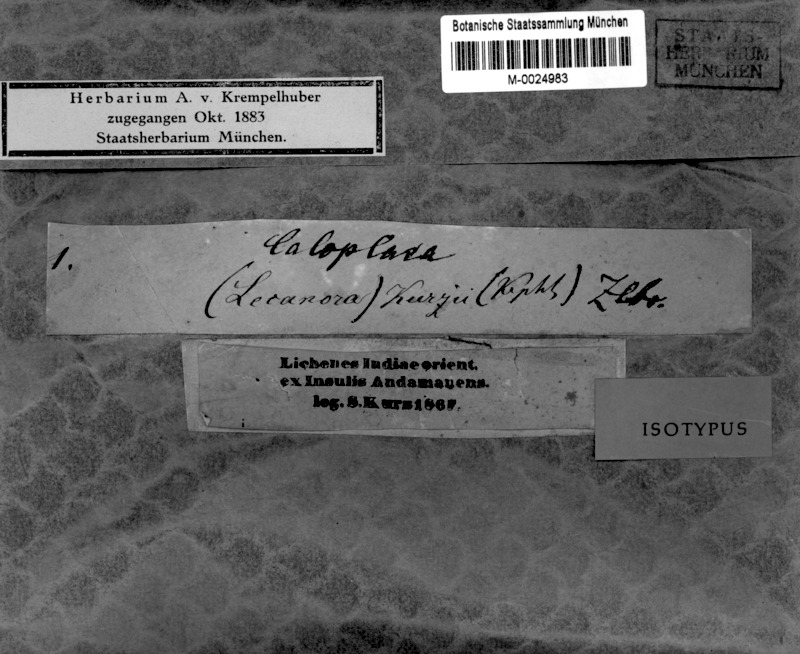 Botanische Staatssammlung München
M-0024983
STAATS-
HERBARIUM
MÜNCHEN
Herbarium A. v. Krempelhuber
zugegangen Okt. 1883
Staatsherbarium München.
1.
Caloplaca
(Lecanora) Kurzii (Kphb) Zlbr.
Lichenes Indiae orient.
ex Insulis Andamanens.
leg. S. Kurz 1867.
ISOTYPUS